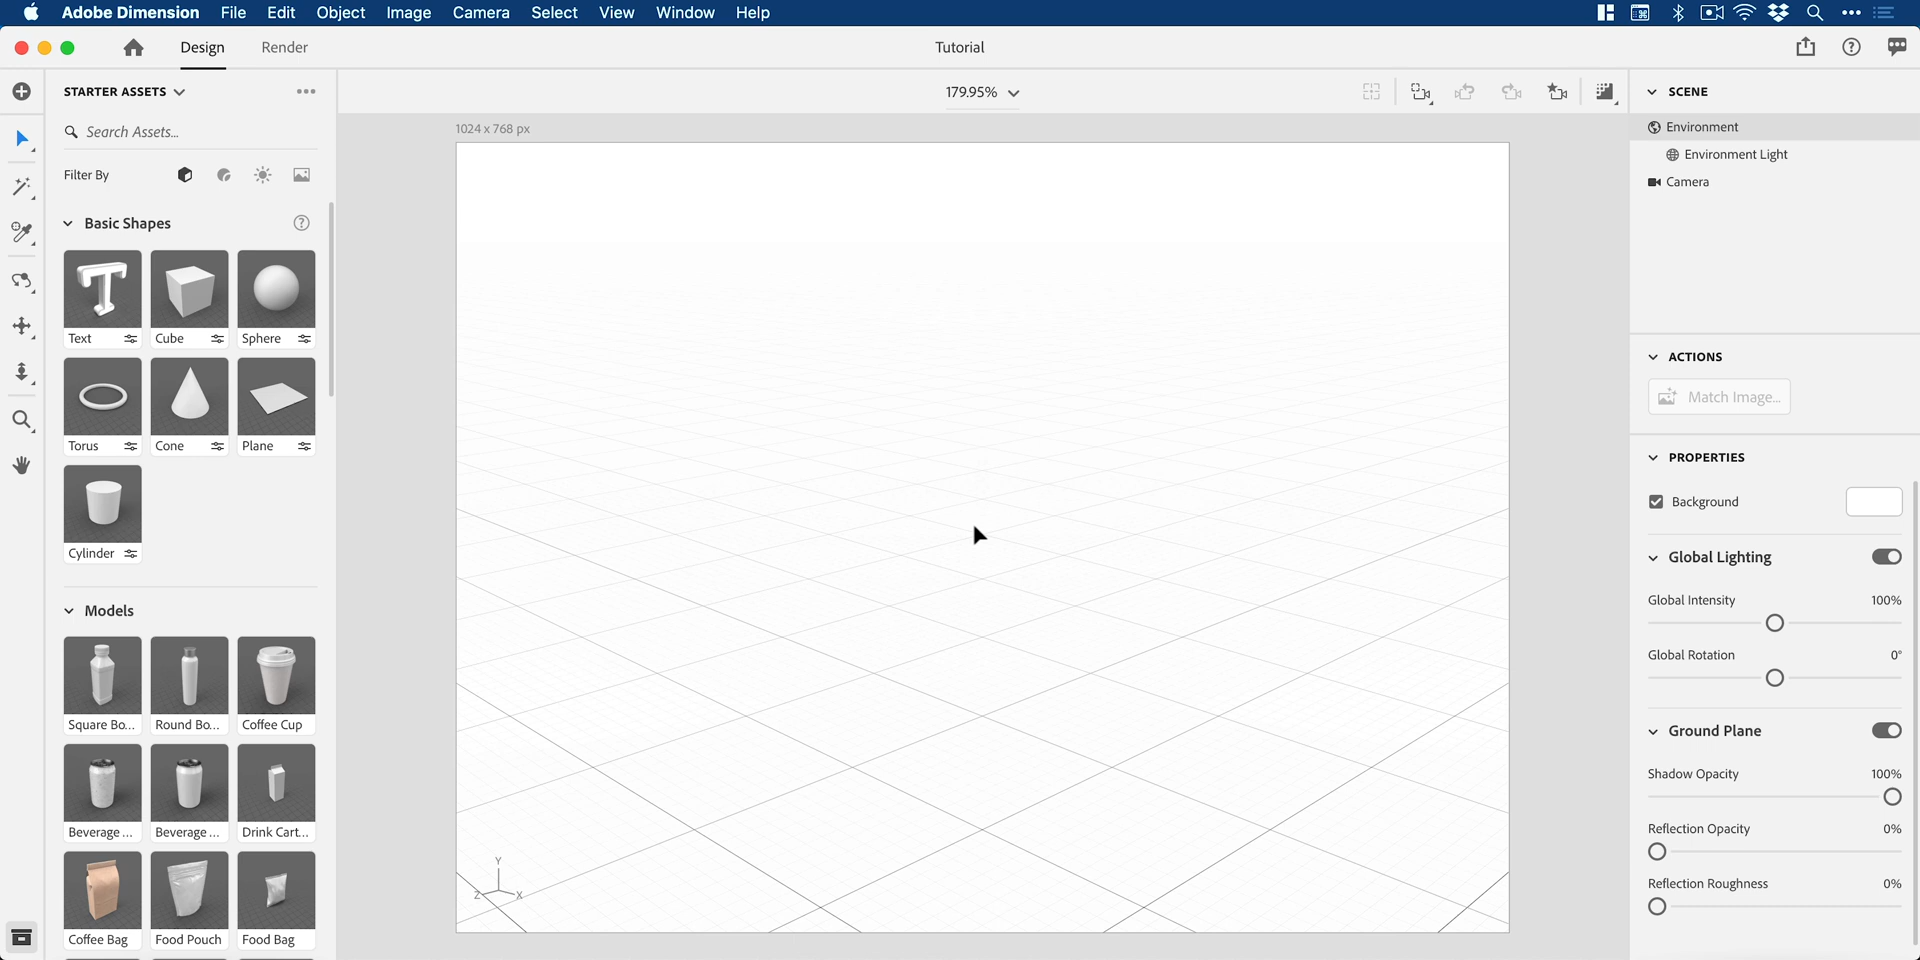 Adobe Dimension File Edit Object Image Camera Select View Window Help
Design Render Tutorial
STARTER ASSETS
Search Assets...
Filter By
Basic Shapes
Text Cube Sphere
Torus Cone Plane
Cylinder
Models
Square Bo... Round Bo... Coffee Cup
Beverage ... Beverage ... Drink Cart...
Coffee Bag Food Pouch Food Bag
179.95%
1024 x 768 px
Y
Z X
SCENE
Environment
Environment Light
Camera
ACTIONS
Match Image...
PROPERTIES
Background
Global Lighting
Global Intensity 100%
Global Rotation 0°
Ground Plane
Shadow Opacity 100%
Reflection Opacity 0%
Reflection Roughness 0%